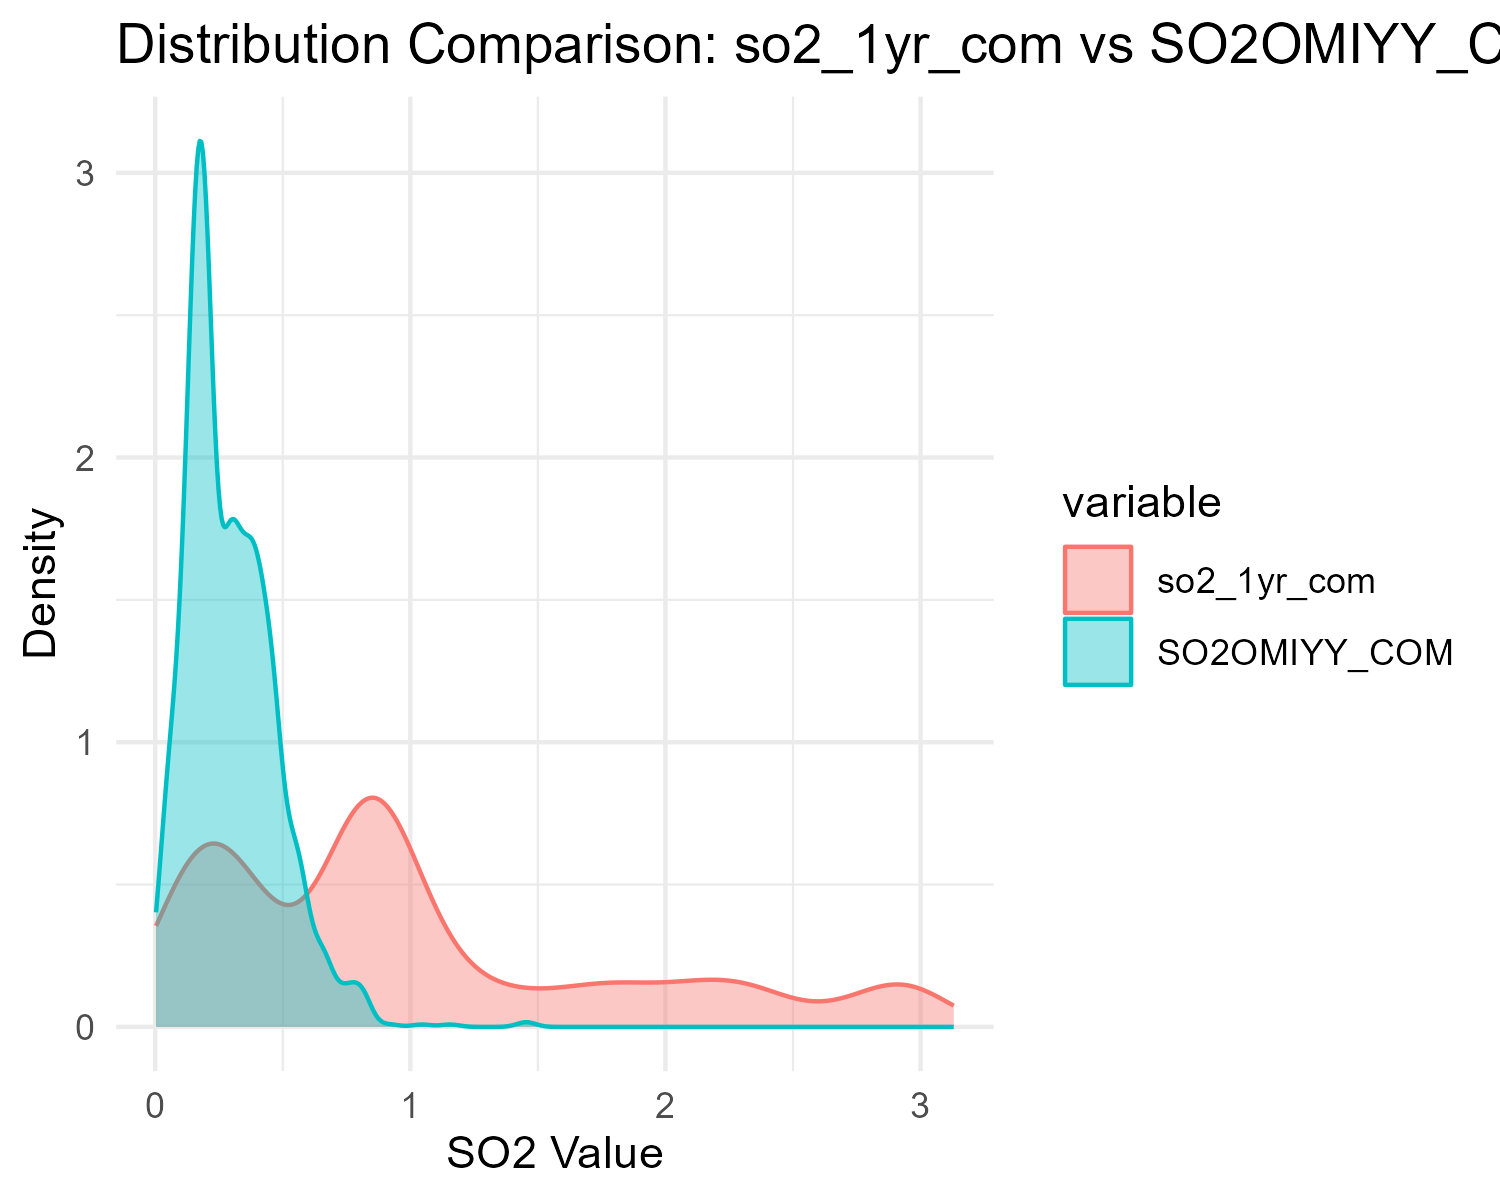 Distribution Comparison: so2_1yr_com vs SO2OMIYY_C
3
2
1
0
Density
0 1 2 3
SO2 Value
variable
so2_1yr_com
SO2OMIYY_COM